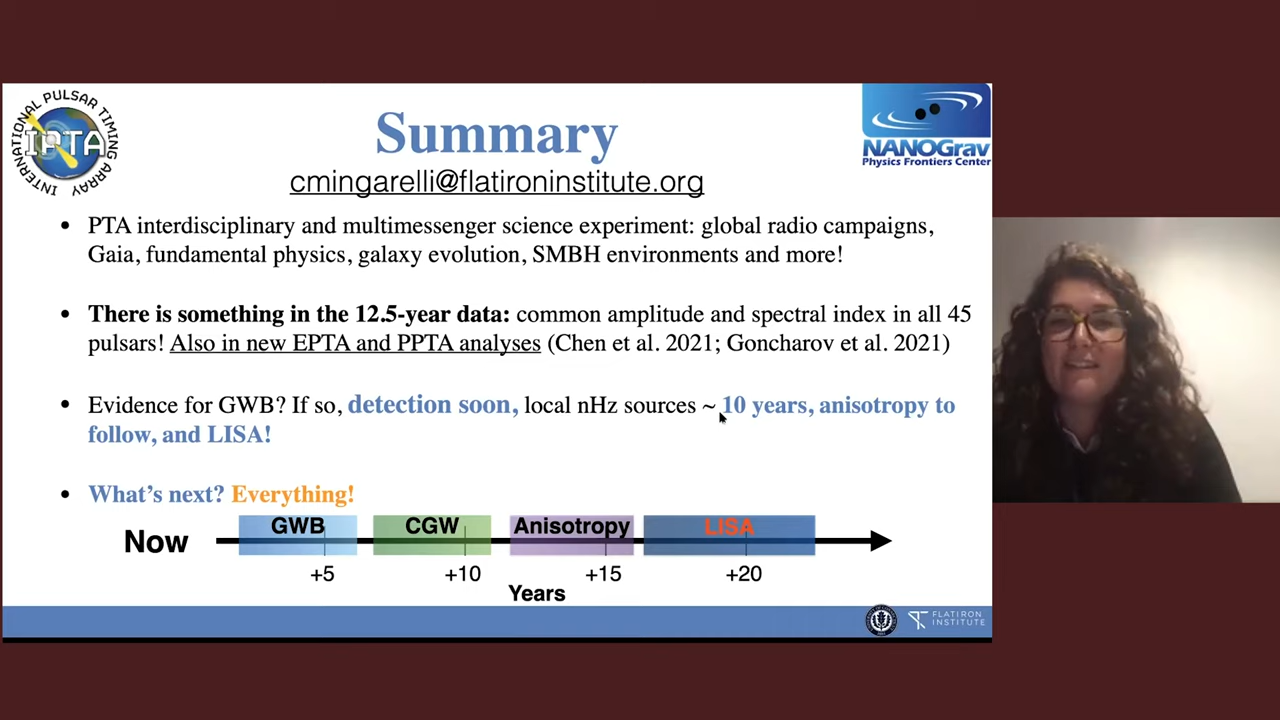 INTERNATIONAL PULSAR TIMING ARRAY
IPTA
NANOGrav
Physics Frontiers Center
Summary
cmingarelli@flatironinstitute.org
• PTA interdisciplinary and multimessenger science experiment: global radio campaigns,
Gaia, fundamental physics, galaxy evolution, SMBH environments and more!
• There is something in the 12.5-year data: common amplitude and spectral index in all 45
pulsars! Also in new EPTA and PPTA analyses (Chen et al. 2021; Goncharov et al. 2021)
• Evidence for GWB? If so, detection soon, local nHz sources ~ 10 years, anisotropy to
follow, and LISA!
• What’s next? Everything!
Now
GWB CGW Anisotropy LISA
+5 +10 +15 +20
Years
FLATIRON
INSTITUTE